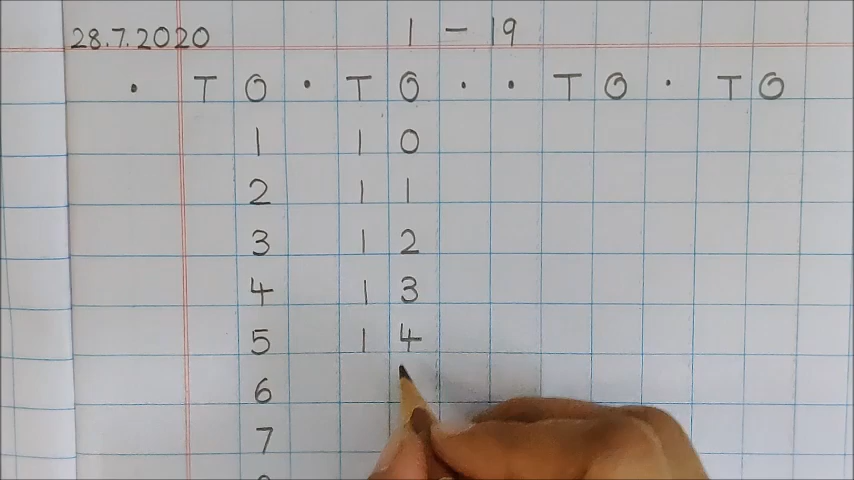 28.7.2020 1 - 19
. T O . T O . . T O . T O
1 1 0
2 1 1
3 1 2
4 1 3
5 1 4
6
7